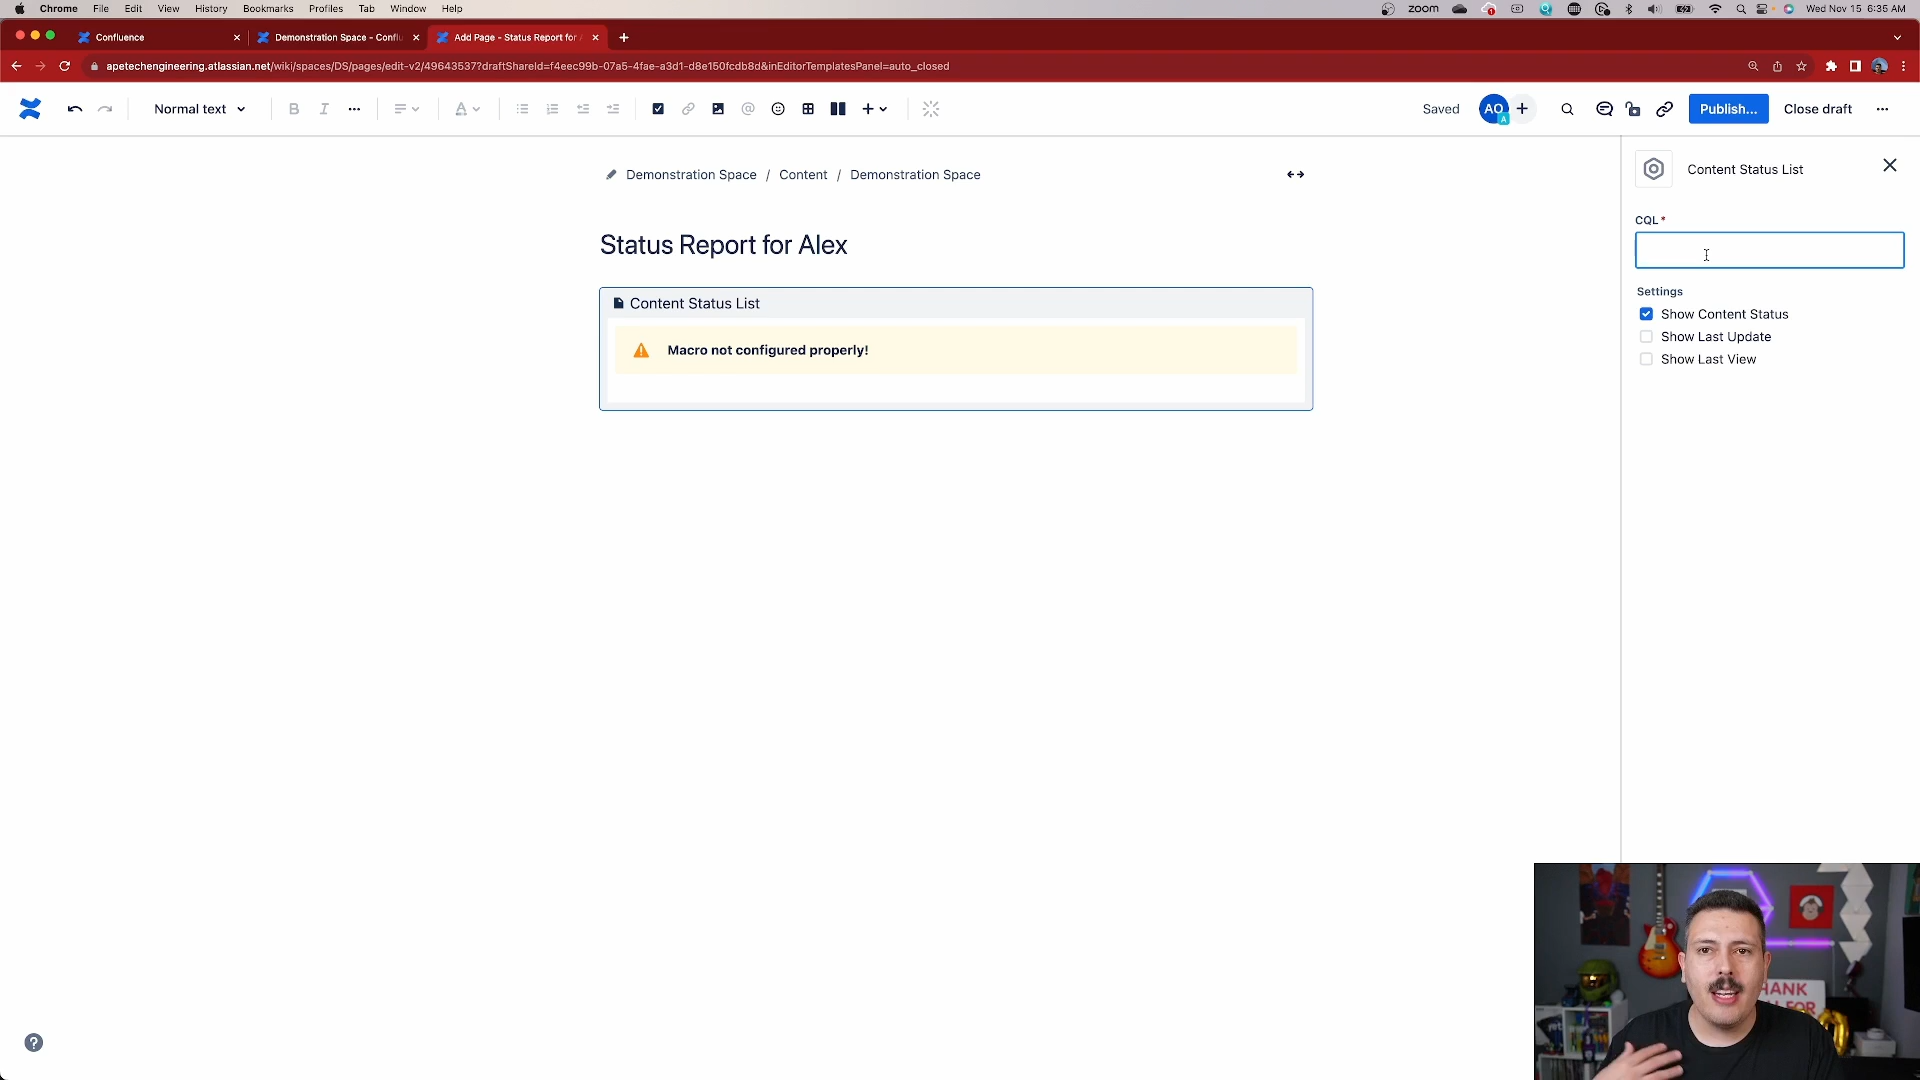 Chrome File Edit View History Bookmarks Profiles Tab Window Help
zoom
Wed Nov 15 6:35 AM
Confluence
Demonstration Space - Conflu
Add Page - Status Report for
apetechengineering.atlassian.net/wiki/spaces/DS/pages/edit-v2/49643537?draftShareId=f4eec99b-07a5-4fae-a3d1-d8e150fcdb8d&inEditorTemplatesPanel=auto_closed
Normal text
B I
A
Saved
AO
A
Publish...
Close draft
Demonstration Space / Content / Demonstration Space
Status Report for Alex
Content Status List
Macro not configured properly!
Content Status List
CQL *
Settings
Show Content Status
Show Last Update
Show Last View
HANK
FOR
?